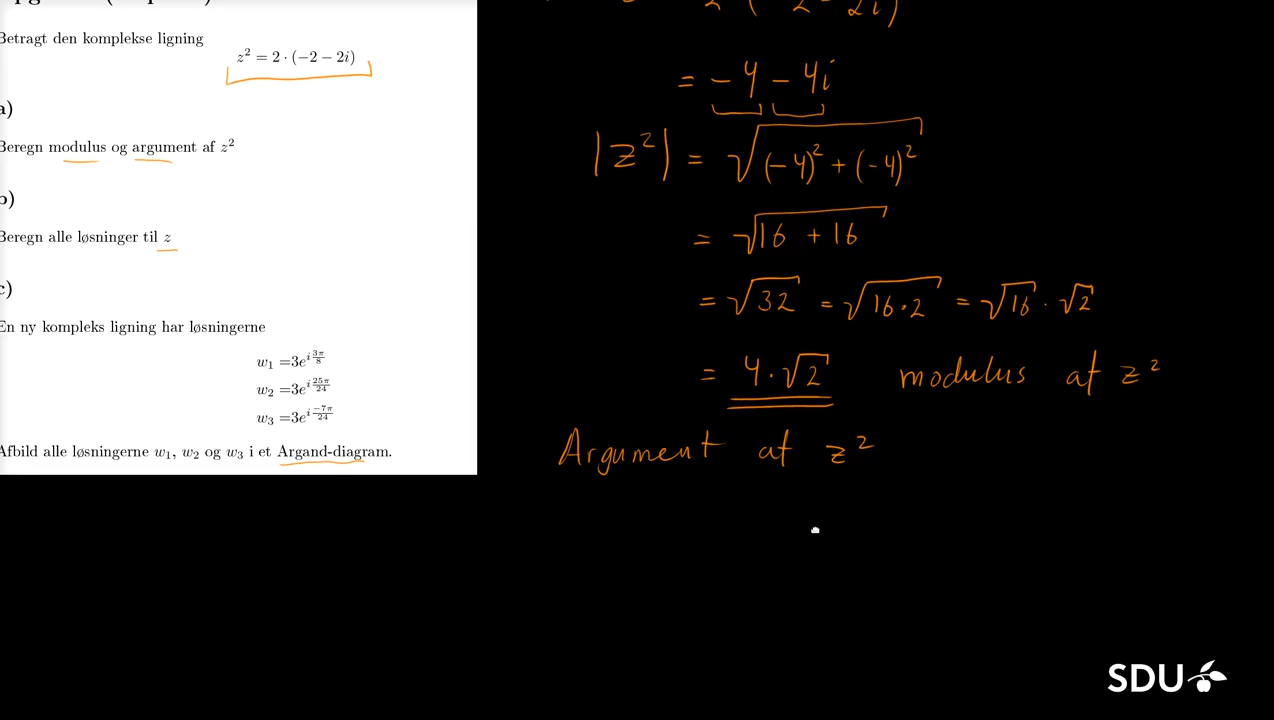 Betragt den komplekse ligning
z² = 2 · (−2 − 2i)
a)
Beregn modulus og argument af z²
b)
Beregn alle løsninger til z
c)
En ny kompleks ligning har løsningerne
w₁ =3e^{i\frac{3π}{8}}
w₂ =3e^{i\frac{25π}{24}}
w₃ =3e^{i\frac{−7π}{24}}
Afbild alle løsningerne w₁, w₂ og w₃ i et Argand-diagram.
= −4 − 4i
|z²| = √((−4)² + (−4)²)
= √(16 + 16)
= √32 = √(16·2) = √16 · √2
= 4·√2 modulus af z²
Argument af z²
SDU